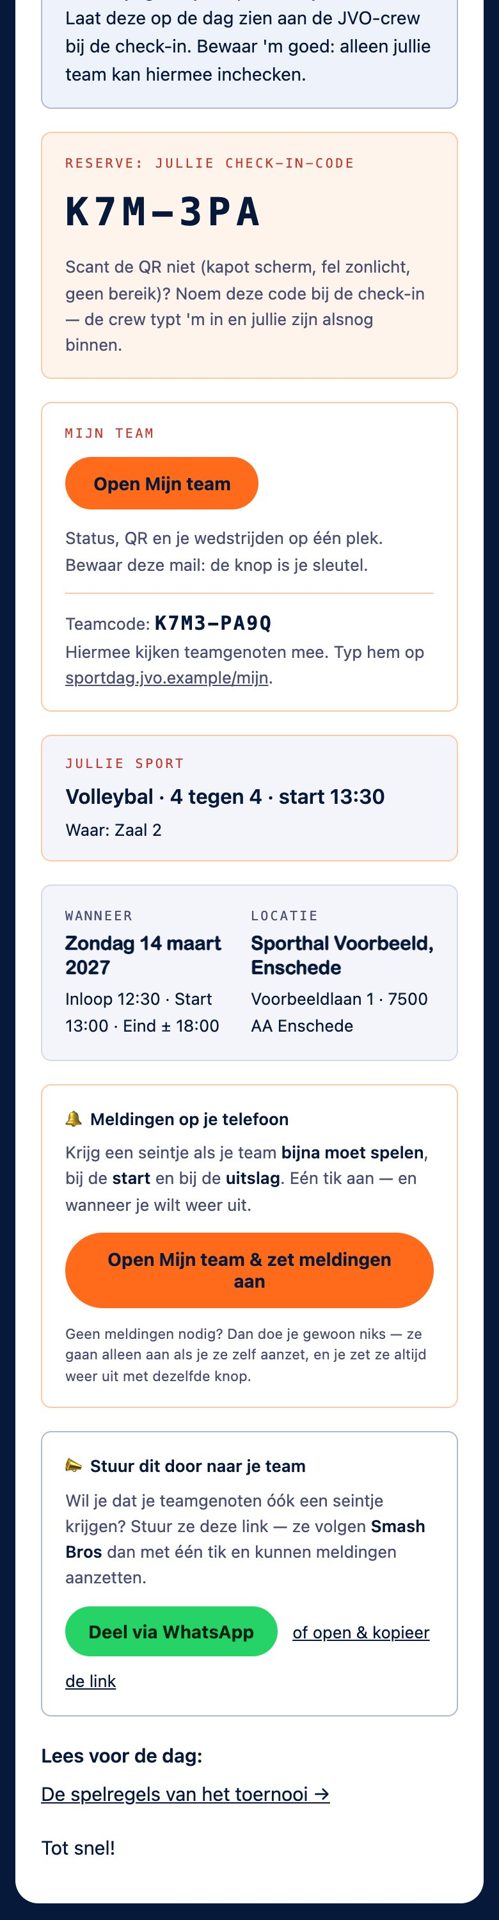 Laat deze op de dag zien aan de JVO-crew
bij de check-in. Bewaar 'm goed: alleen jullie
team kan hiermee inchecken.
RESERVE: JULLIE CHECK-IN-CODE
K7M-3PA
Scant de QR niet (kapot scherm, fel zonlicht,
geen bereik)? Noem deze code bij de check-in
— de crew typt 'm in en jullie zijn alsnog
binnen.
MIJN TEAM
Open Mijn team
Status, QR en je wedstrijden op één plek.
Bewaar deze mail: de knop is je sleutel.
Teamcode: K7M3-PA9Q
Hiermee kijken teamgenoten mee. Typ hem op
sportdag.jvo.example/mijn.
JULLIE SPORT
Volleybal · 4 tegen 4 · start 13:30
Waar: Zaal 2
WANNEER
Zondag 14 maart
2027
Inloop 12:30 · Start
13:00 · Eind ± 18:00
LOCATIE
Sporthal Voorbeeld,
Enschede
Voorbeeldlaan 1 · 7500
AA Enschede
Meldingen op je telefoon
Krijg een seintje als je team bijna moet spelen,
bij de start en bij de uitslag. Eén tik aan — en
wanneer je wilt weer uit.
Open Mijn team & zet meldingen
aan
Geen meldingen nodig? Dan doe je gewoon niks — ze
gaan alleen aan als je ze zelf aanzet, en je zet ze altijd
weer uit met dezelfde knop.
Stuur dit door naar je team
Wil je dat je teamgenoten óók een seintje
krijgen? Stuur ze deze link — ze volgen Smash
Bros dan met één tik en kunnen meldingen
aanzetten.
Deel via WhatsApp of open & kopieer
de link
Lees voor de dag:
De spelregels van het toernooi →
Tot snel!